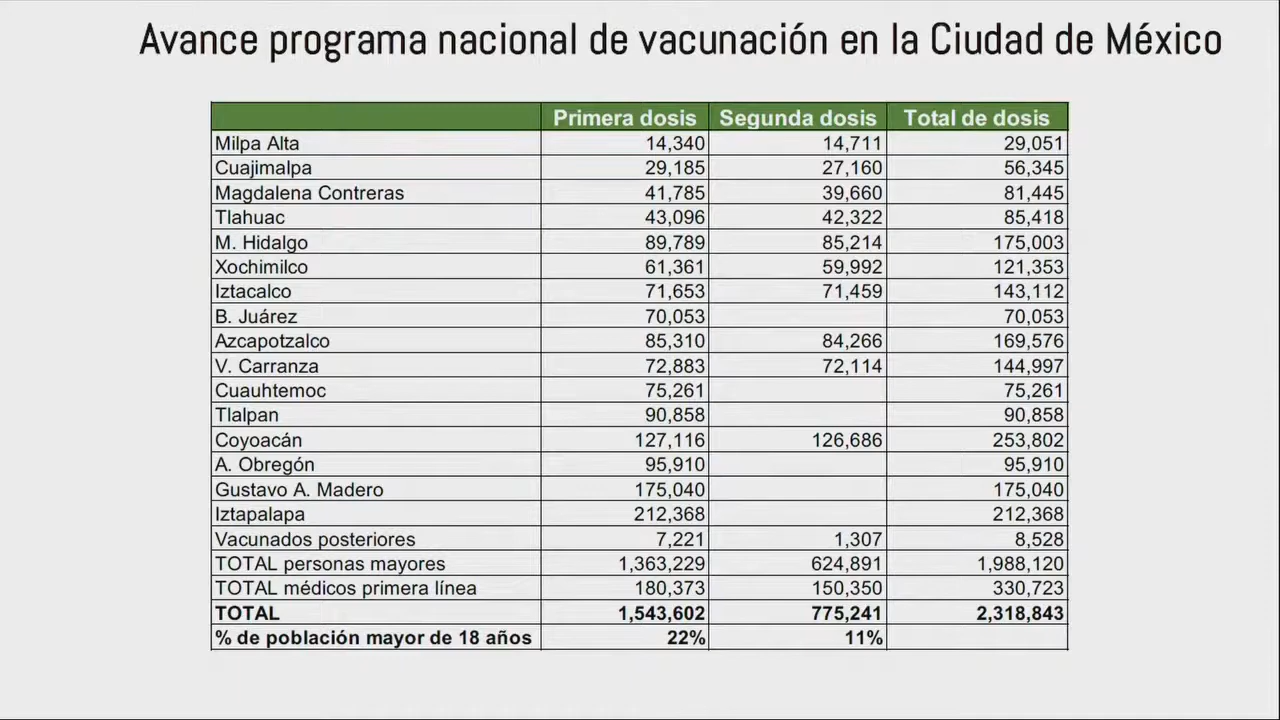 Avance programa nacional de vacunación en la Ciudad de México
Primera dosis Segunda dosis Total de dosis
Milpa Alta 14,340 14,711 29,051
Cuajimalpa 29,185 27,160 56,345
Magdalena Contreras 41,785 39,660 81,445
Tlahuac 43,096 42,322 85,418
M. Hidalgo 89,789 85,214 175,003
Xochimilco 61,361 59,992 121,353
Iztacalco 71,653 71,459 143,112
B. Juárez 70,053 70,053
Azcapotzalco 85,310 84,266 169,576
V. Carranza 72,883 72,114 144,997
Cuauhtemoc 75,261 75,261
Tlalpan 90,858 90,858
Coyoacán 127,116 126,686 253,802
A. Obregón 95,910 95,910
Gustavo A. Madero 175,040 175,040
Iztapalapa 212,368 212,368
Vacunados posteriores 7,221 1,307 8,528
TOTAL personas mayores 1,363,229 624,891 1,988,120
TOTAL médicos primera línea 180,373 150,350 330,723
TOTAL 1,543,602 775,241 2,318,843
% de población mayor de 18 años 22% 11%